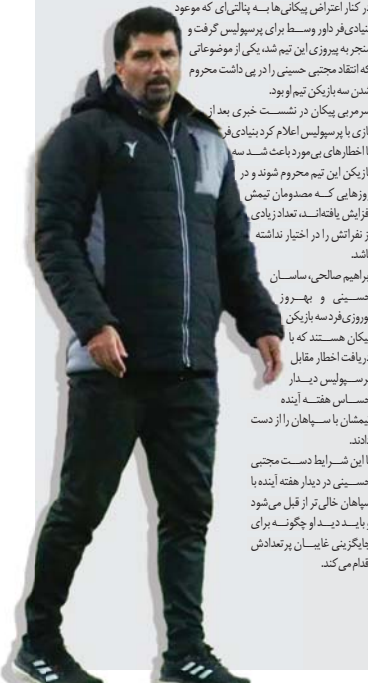 در کنار اعتراض پیکانی‌ها بــه پنالتی‌ای که موعود
بنیادی‌فر داور وســط برای پرسپولیس گرفت و
منجر به پیروزی این تیم شد، یکی از موضوعاتی
که انتقاد مجتبی حسینی را در پی داشت محروم
شدن سه بازیکن تیم او بود.
سرمربی پیکان در نشســت خبری بعد از
بازی با پرسپولیس اعلام کرد بنیادی‌فر
با اخطارهای بی‌مورد باعث شــد سه
بازیکن این تیم محروم شوند و در
روزهایی کــه مصدومان تیمش
افزایش یافته‌انــد، تعداد زیادی
از نفراتش را در اختیار نداشته
باشد.
ابراهیم صالحی، ساســان
حســینی و بهــروز
نوروزی‌فرد سه بازیکن
پیکان هســتند که با
دریافت اخطار مقابل
پرســپولیس دیــدار
حســاس هفتــه آینده
تیمشان با ســپاهان را از دست
دادند.
با این شــرایط دســت مجتبی
حســینی در دیدار هفته آینده با
سپاهان خالی‌تر از قبل می‌شود
و بایــد دیــد او چگونــه برای
جایگزینی غایبــان پرتعدادش
اقدام می‌کند.